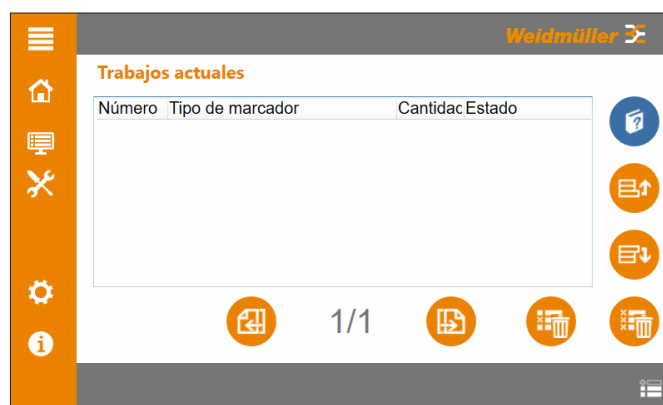 Weidmüller
Trabajos actuales
Número Tipo de marcador Cantidac Estado
1/1